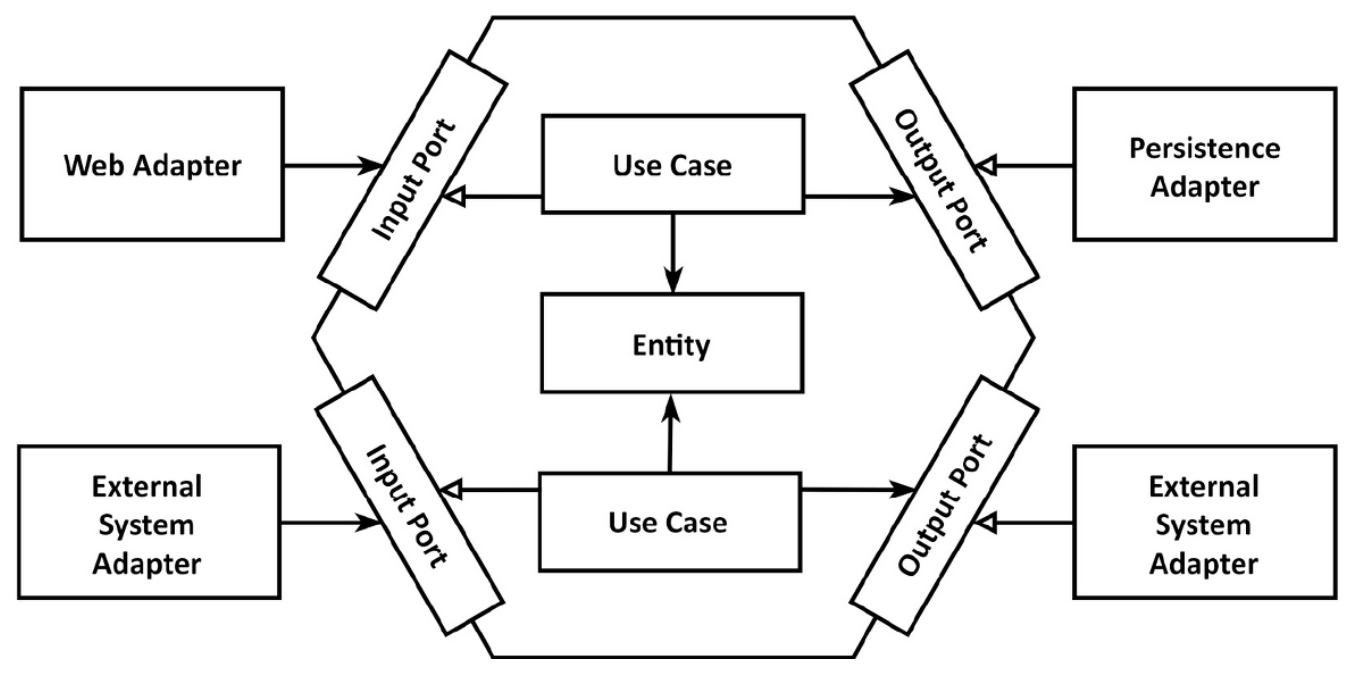 Web Adapter
Input Port
Use Case
Output Port
Persistence
Adapter
Entity
External
System
Adapter
Input Port
Use Case
Output Port
External
System
Adapter